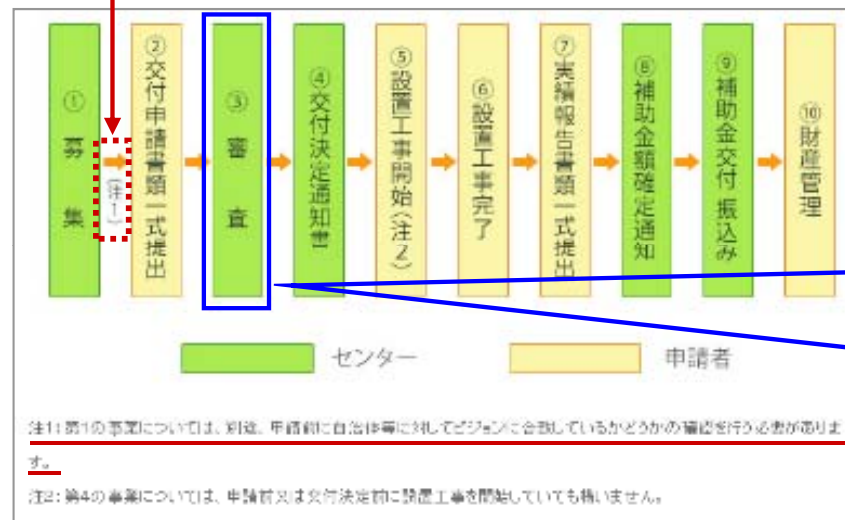 ① 募集
(注1)
②交付申請書類一式提出
③ 審査
④交付決定通知書
⑤設置工事開始(注2)
⑥設置工事完了
⑦実績報告書類一式提出
⑧補助金額確定通知
⑨補助金交付 振込み
⑩財産管理
センター
申請者
注1:第1の事業については、別途、申請前に自治体等に対してビジョンに合致しているかどうかの確認を行う必要がありま
す。
注2:第4の事業については、申請前又は交付決定前に設置工事を開始していても構いません。